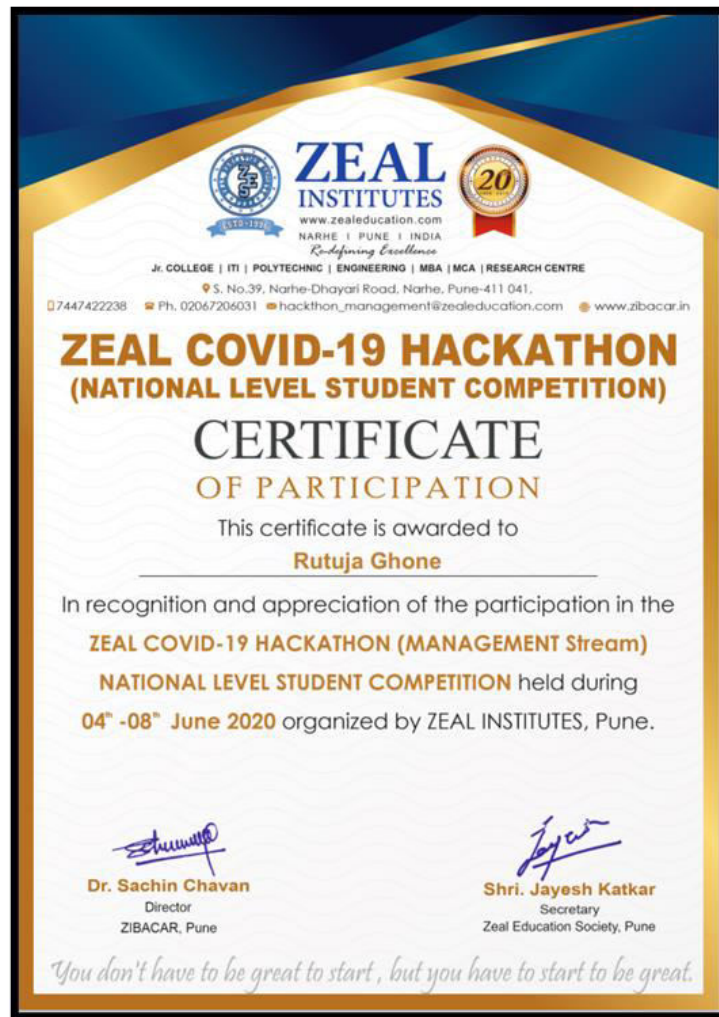 ZEAL
INSTITUTES
www.zealeducation.com
NARHE | PUNE | INDIA
Re-defining Excellence
ZES
ESTD-1996
20
Jr. COLLEGE | ITI | POLYTECHNIC | ENGINEERING | MBA | MCA | RESEARCH CENTRE
S. No.39, Narhe-Dhayari Road, Narhe, Pune-411 041.
7447422238 Ph. 02067206031 hackthon_management@zealeducation.com www.zibacar.in
ZEAL COVID-19 HACKATHON
(NATIONAL LEVEL STUDENT COMPETITION)
CERTIFICATE
OF PARTICIPATION
This certificate is awarded to
Rutuja Ghone
In recognition and appreciation of the participation in the
ZEAL COVID-19 HACKATHON (MANAGEMENT Stream)
NATIONAL LEVEL STUDENT COMPETITION held during
04th -08th June 2020 organized by ZEAL INSTITUTES, Pune.
Dr. Sachin Chavan
Director
ZIBACAR, Pune
Shri. Jayesh Katkar
Secretary
Zeal Education Society, Pune
You don't have to be great to start , but you have to start to be great.